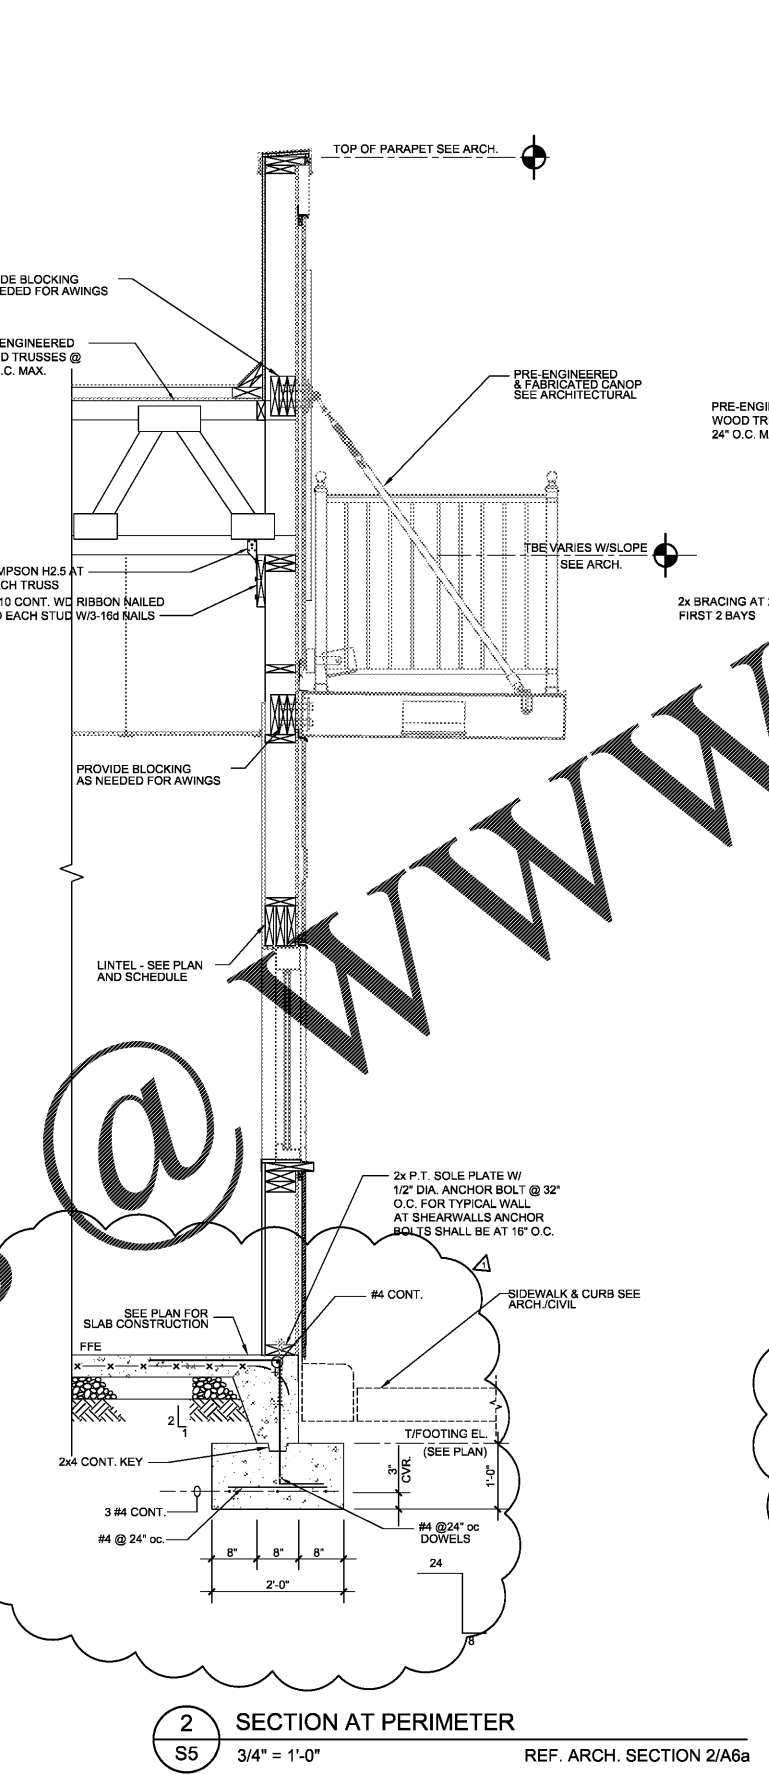 TOP OF PARAPET SEE ARCH.
DE BLOCKING
EDED FOR AWINGS
ENGINEERED
D TRUSSES @
.C. MAX.
PRE-ENGINEERED
& FABRICATED CANOP
SEE ARCHITECTURAL
PRE-ENGI
WOOD TR
24" O.C. M
TBE VARIES W/SLOPE
SEE ARCH.
MPSON H2.5 AT
CH TRUSS
10 CONT. WD RIBBON NAILED
EACH STUD W/3-16d NAILS
2x BRACING AT
FIRST 2 BAYS
PROVIDE BLOCKING
AS NEEDED FOR AWINGS
LINTEL - SEE PLAN
AND SCHEDULE
@ WWW
2x P.T. SOLE PLATE W/
1/2" DIA. ANCHOR BOLT @ 32"
O.C. FOR TYPICAL WALL
AT SHEARWALLS ANCHOR
BOLTS SHALL BE AT 16" O.C.
1
#4 CONT.
SIDEWALK & CURB SEE
ARCH./CIVIL
SEE PLAN FOR
SLAB CONSTRUCTION
FFE
2
1
T/FOOTING EL.
(SEE PLAN)
2x4 CONT. KEY
3"
CVR.
1'-0"
3 #4 CONT.
#4 @ 24" oc.
#4 @24" oc
DOWELS
8" 8" 8"
2'-0"
24
8
2
S5
SECTION AT PERIMETER
3/4" = 1'-0"
REF. ARCH. SECTION 2/A6a